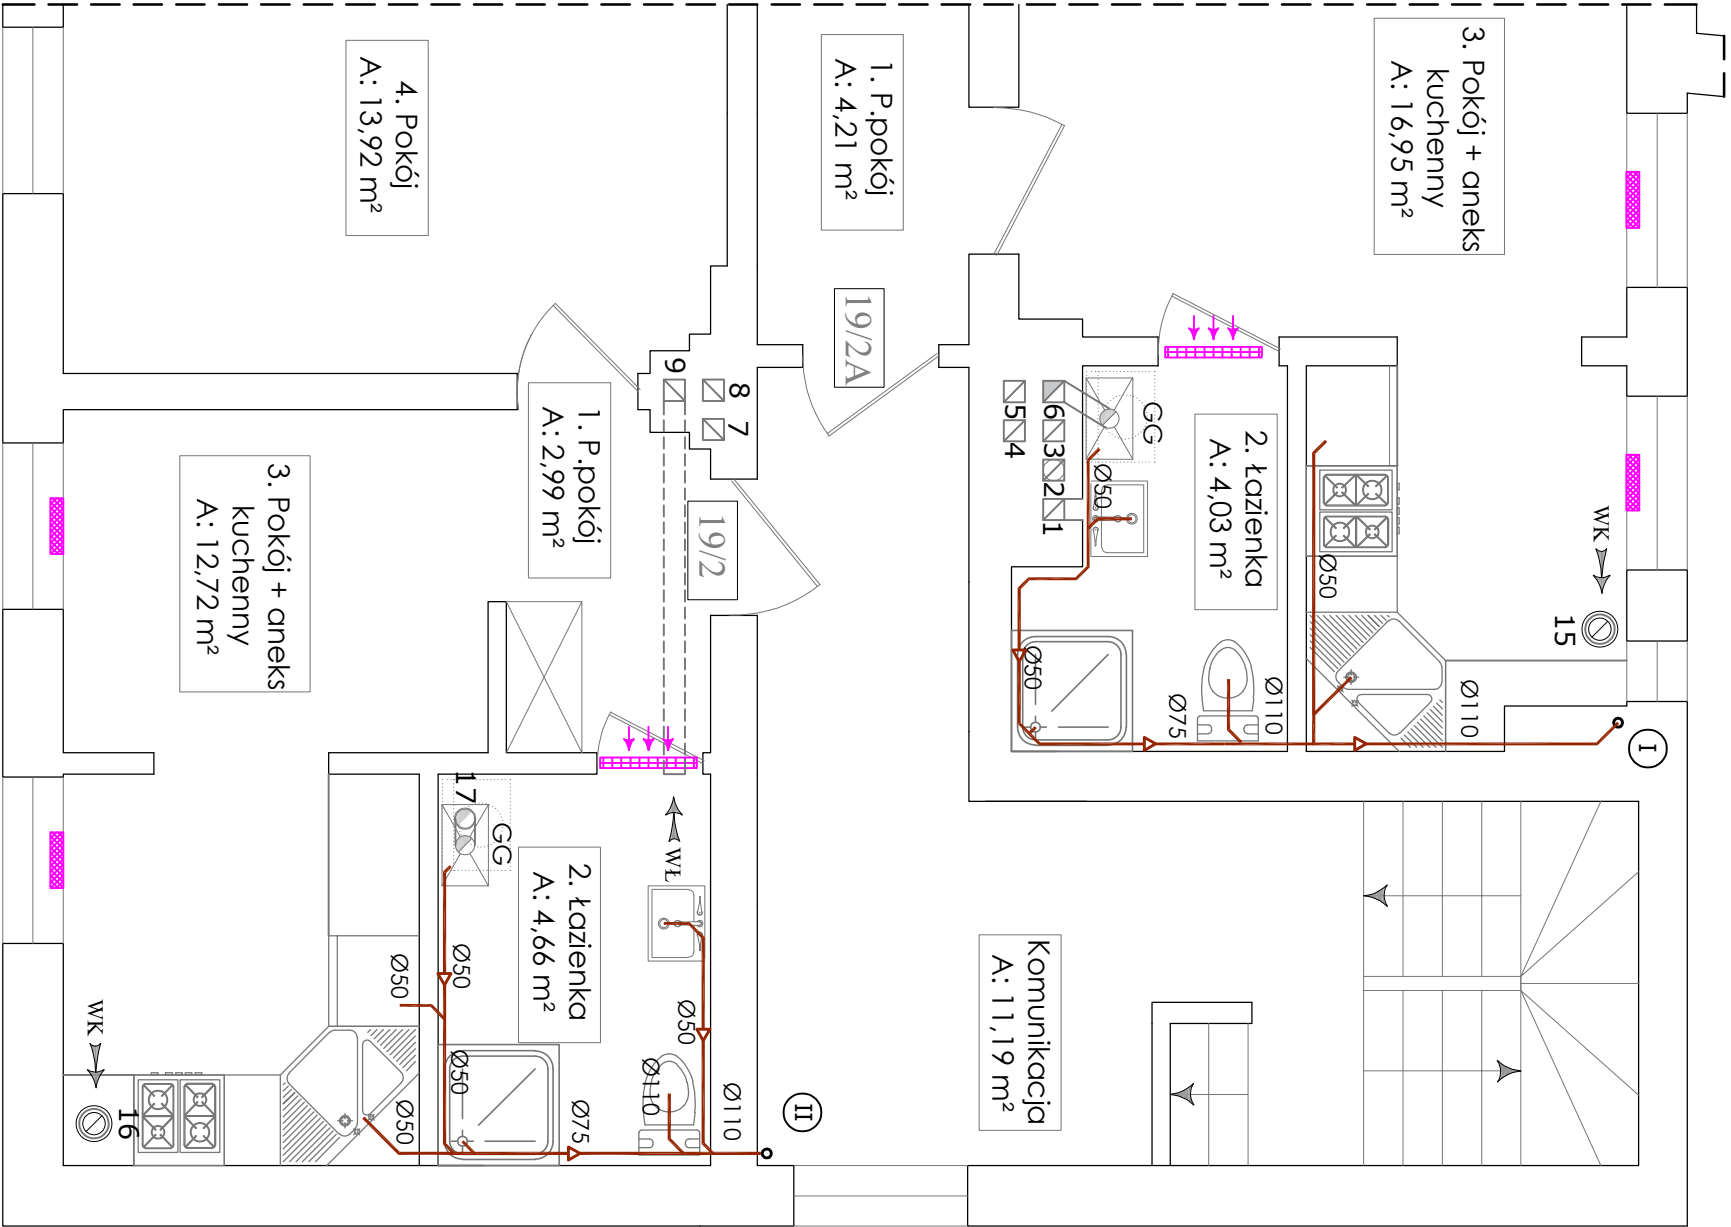 3. Pokój + aneks
kuchenny
A: 16,95 m²
1. P.pokój
A: 4,21 m²
4. Pokój
A: 13,92 m²
19/2A
9
8
7
6
5
3
4
2
1
GG
Ø50
2. Łazienka
A: 4,03 m²
Ø50
WK
15
Ø50
Ø75
Ø110
Ø110
I
1. P.pokój
A: 2,99 m²
19/2
3. Pokój + aneks
kuchenny
A: 12,72 m²
17
GG
WŁ
2. Łazienka
A: 4,66 m²
Ø50
Ø50
Ø50
Ø50
Ø110
Ø110
Ø75
Ø50
WK
16
II
Komunikacja
A: 11,19 m²